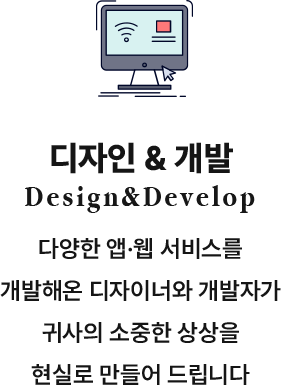 디자인 & 개발
Design&Develop
다양한 앱·웹 서비스를
개발해온 디자이너와 개발자가
귀사의 소중한 상상을
현실로 만들어 드립니다